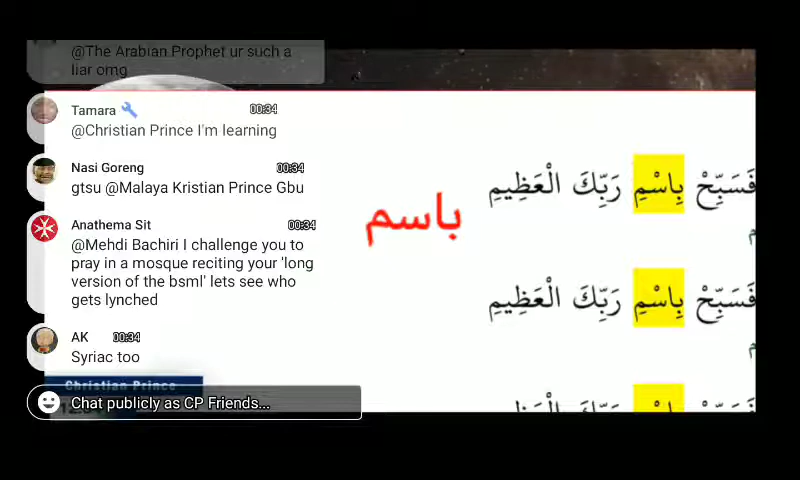 @The Arabian Prophet ur such a
liar omg
Tamara 00:34
@Christian Prince I'm learning
Nasi Goreng 00:34
gtsu @Malaya Kristian Prince Gbu
Anathema Sit 00:34
@Mehdi Bachiri I challenge you to
pray in a mosque reciting your 'long
version of the bsml' lets see who
gets lynched
AK 00:34
Syriac too
Christian Prince
Chat publicly as CP Friends...
باسم
فَسَبِّحْ بِاسْمِ رَبِّكَ الْعَظِيمِ
فَسَبِّحْ بِاسْمِ رَبِّكَ الْعَظِيمِ